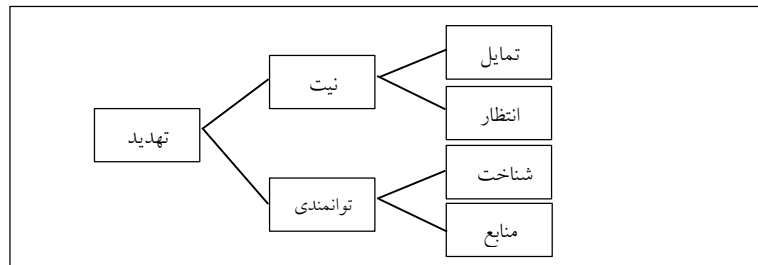 تهدید
نیت
تمایل
انتظار
توانمندی
شناخت
منابع